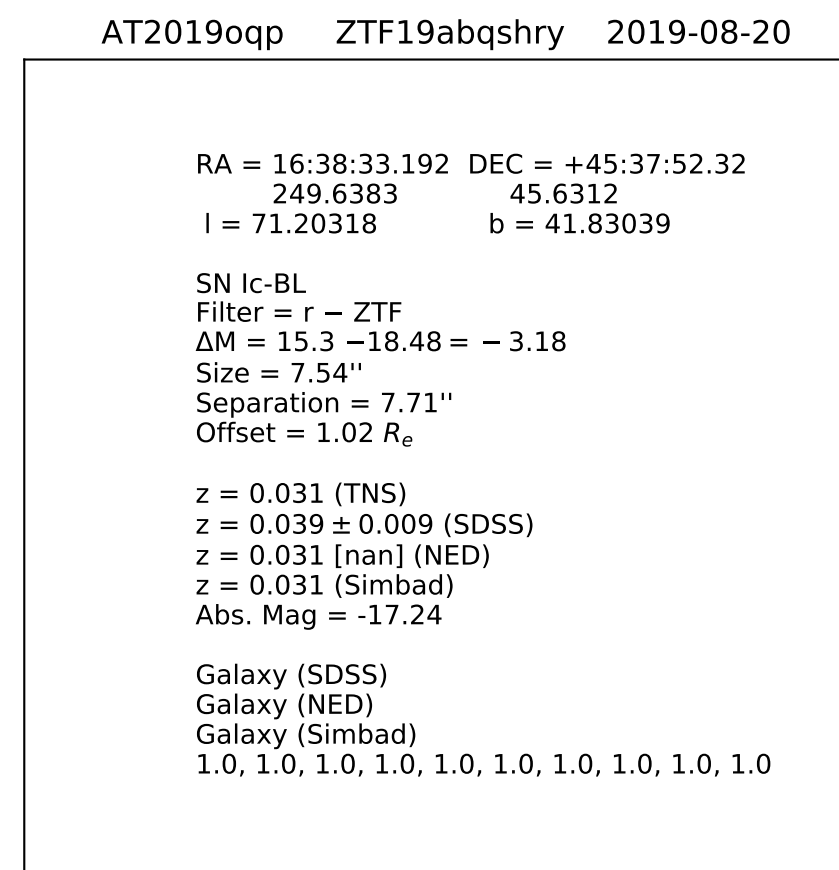 AT2019oqp ZTF19abqshry 2019-08-20
RA = 16:38:33.192 DEC = +45:37:52.32
249.6383 45.6312
l = 71.20318 b = 41.83039
SN Ic-BL
Filter = r − ZTF
ΔM = 15.3 −18.48 = − 3.18
Size = 7.54''
Separation = 7.71''
Offset = 1.02 Re
z = 0.031 (TNS)
z = 0.039 ± 0.009 (SDSS)
z = 0.031 [nan] (NED)
z = 0.031 (Simbad)
Abs. Mag = -17.24
Galaxy (SDSS)
Galaxy (NED)
Galaxy (Simbad)
1.0, 1.0, 1.0, 1.0, 1.0, 1.0, 1.0, 1.0, 1.0, 1.0